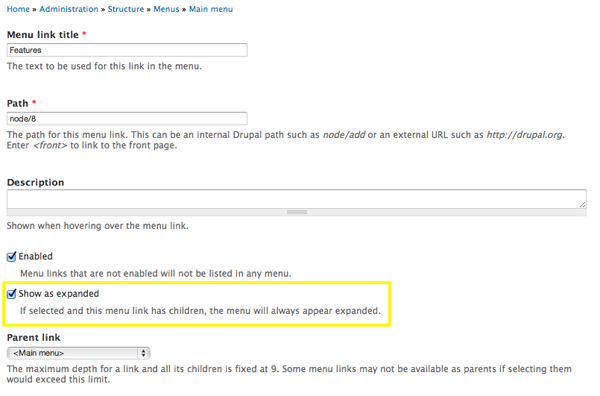 Home » Administration » Structure » Menus » Main menu
Menu link title *
Features
The text to be used for this link in the menu.
Path *
node/8
The path for this menu link. This can be an internal Drupal path such as node/add or an external URL such as http://drupal.org.
Enter <front> to link to the front page.
Description
Shown when hovering over the menu link.
Enabled
Menu links that are not enabled will not be listed in any menu.
Show as expanded
If selected and this menu link has children, the menu will always appear expanded.
Parent link
<Main menu>
The maximum depth for a link and all its children is fixed at 9. Some menu links may not be available as parents if selecting them
would exceed this limit.